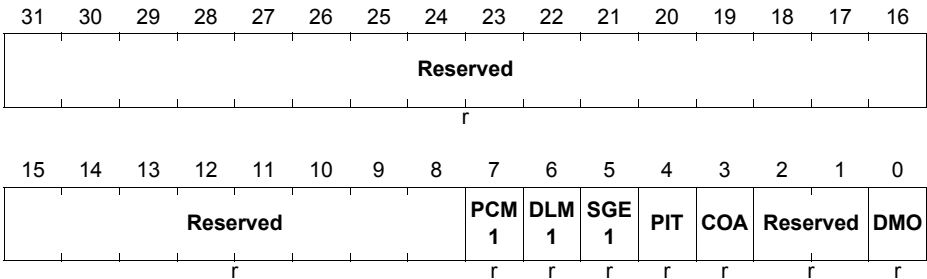 31 30 29 28 27 26 25 24 23 22 21 20 19 18 17 16
Reserved
r
15 14 13 12 11 10 9 8 7 6 5 4 3 2 1 0
Reserved PCM 1 DLM 1 SGE 1 PIT COA Reserved DMO
r r r r r r r r